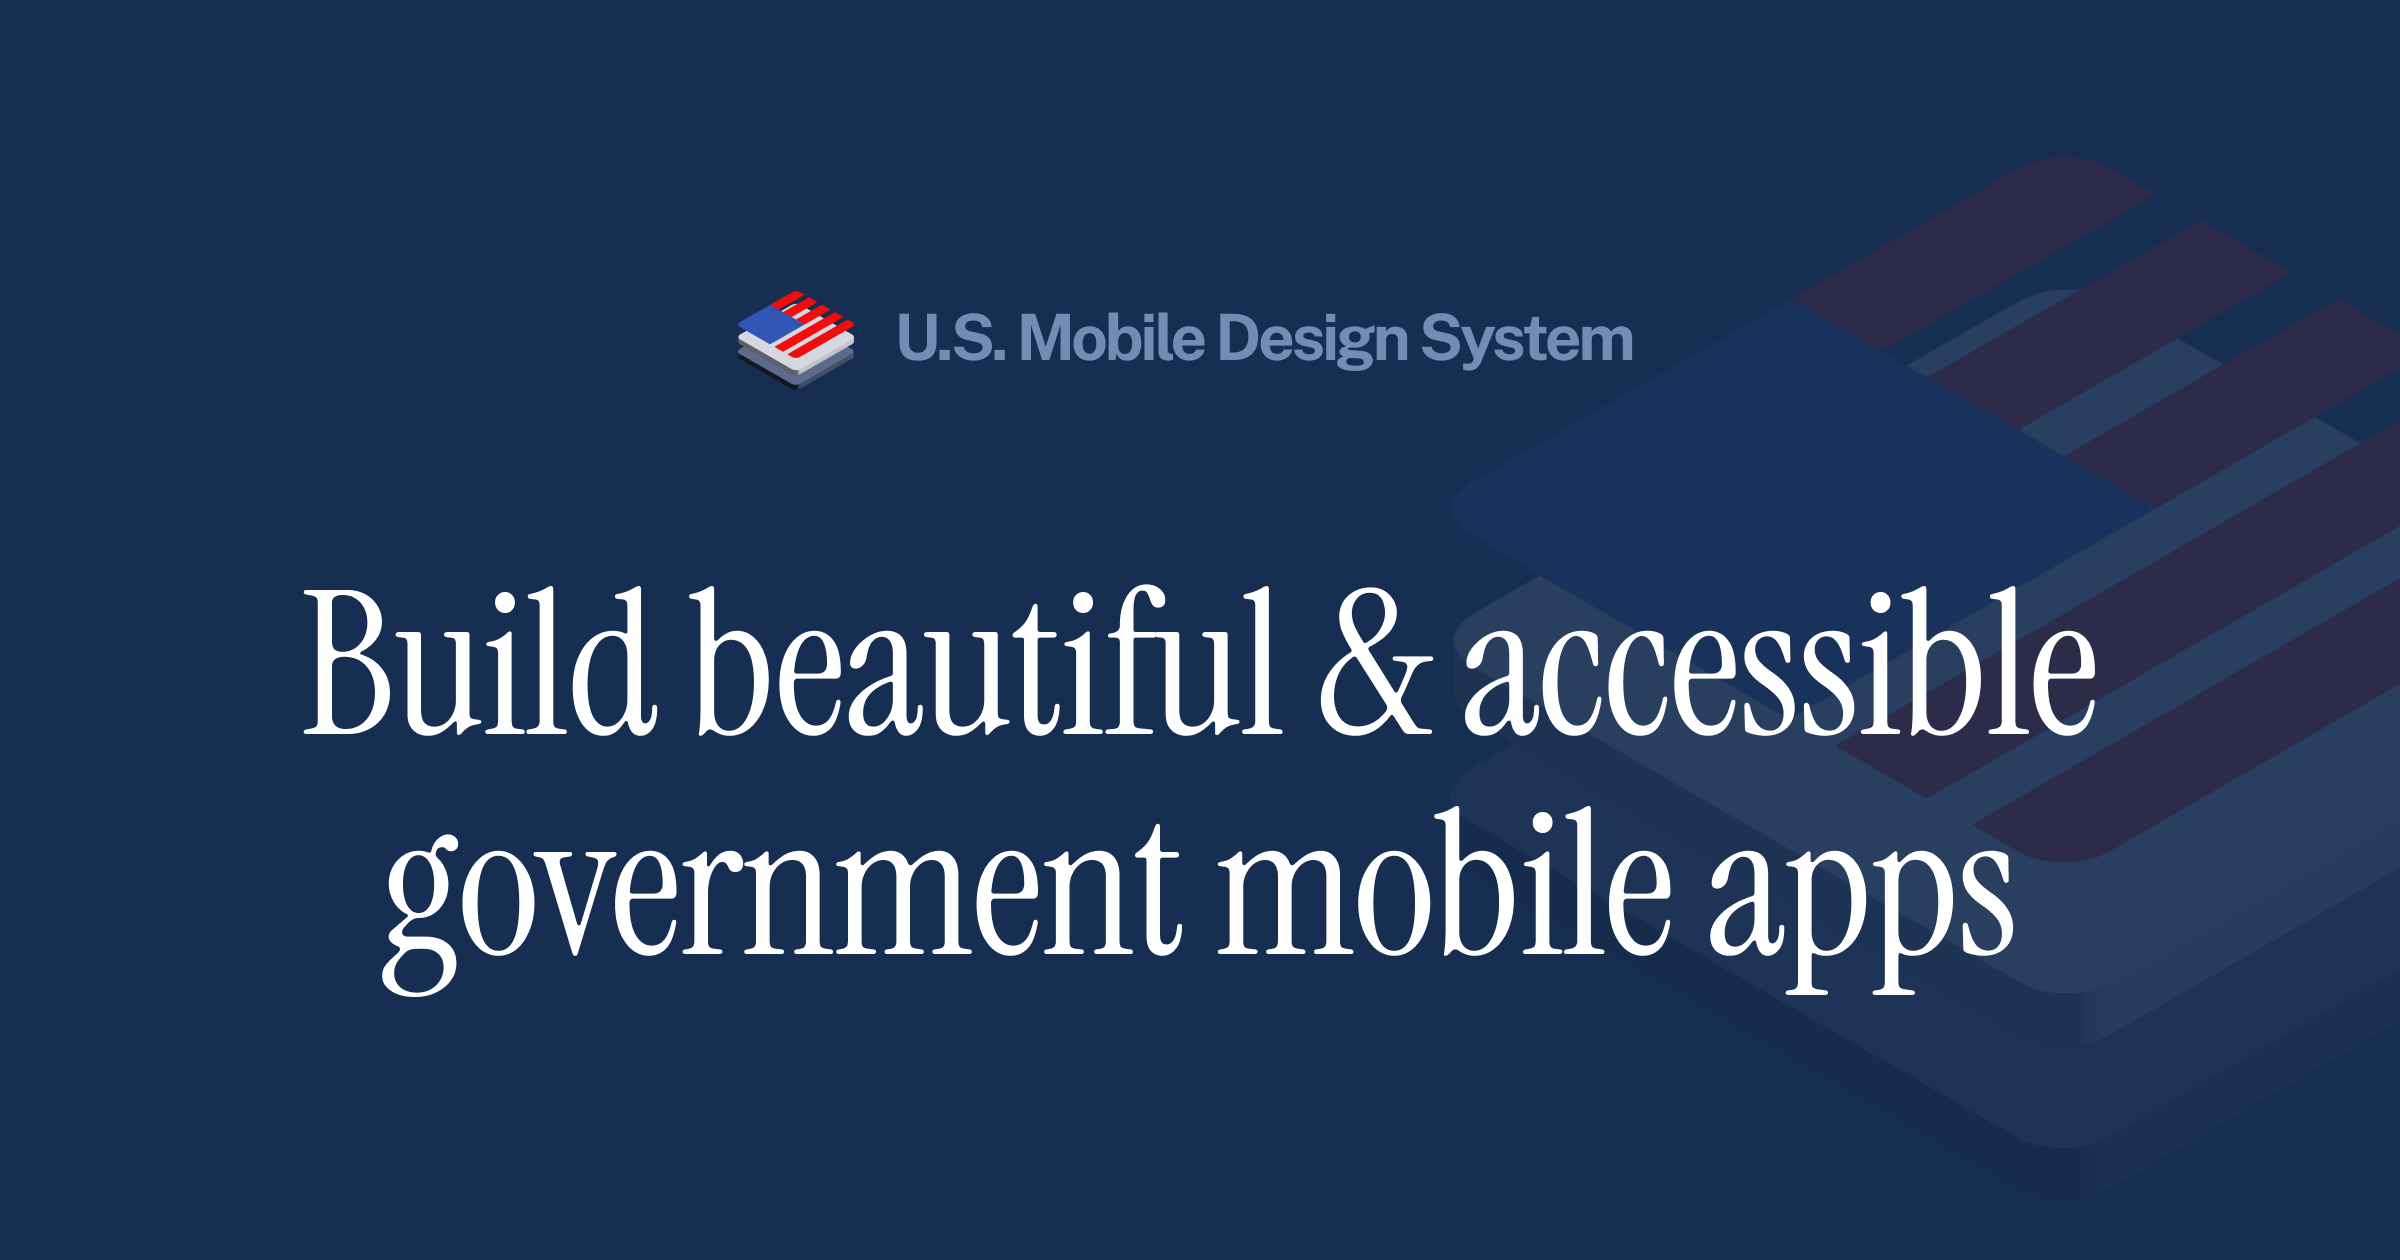 U.S. Mobile Design System
Build beautiful & accessible
government mobile apps